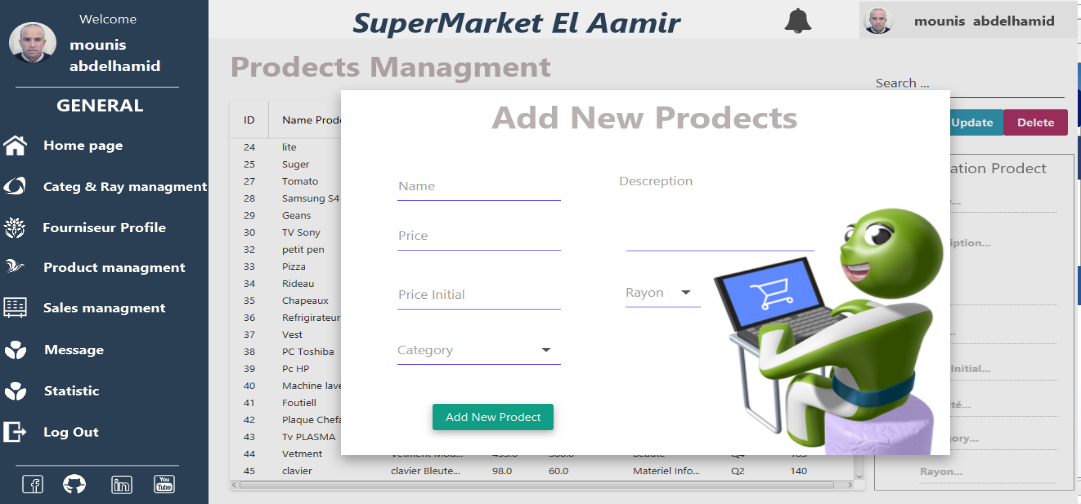 Welcome
mounis
abdelhamid
GENERAL
Home page
Categ & Ray managment
Fourniseur Profile
Product managment
Sales managment
Message
Statistic
Log Out
You
Tube
SuperMarket El Aamir
mounis abdelhamid
Prodects Managment
Search ...
Update
Delete
ID
Name Prod
24 lite
25 Suger
27 Tomato
28 Samsung S4
29 Geans
30 TV Sony
32 petit pen
33 Pizza
34 Rideau
35 Chapeaux
36 Refrigirateur
37 Vest
38 PC Toshiba
39 Pc HP
40 Machine lave
41 Foutiell
42 Plaque Chefa
43 Tv PLASMA
44 Vetment
45 clavier clavier Bleute... 98.0 60.0 Materiel Info... Q2 140
Add New Prodects
Name
Descreption
Price
Price Initial
Rayon
Category
Add New Prodect
ation Prodect
...
iption...
...
Initial...
té...
gory...
Rayon...